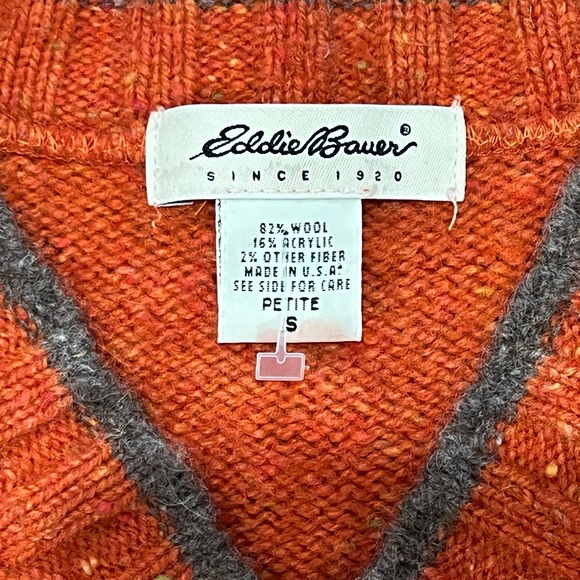 Eddie Bauer®
SINCE 1920
82% WOOL
16% ACRYLIC
2% OTHER FIBER
MADE IN U.S.A.
SEE SIDE FOR CARE
PETITE
S